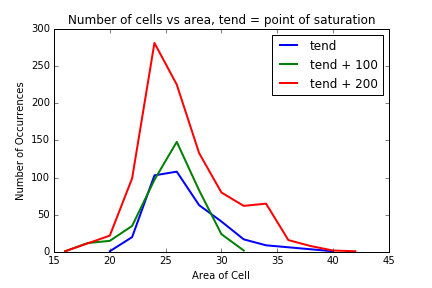 Number of cells vs area, tend = point of saturation
300
250
200
150
100
50
0
Number of Occurrences
tend
tend + 100
tend + 200
15
20
25
30
35
40
45
Area of Cell